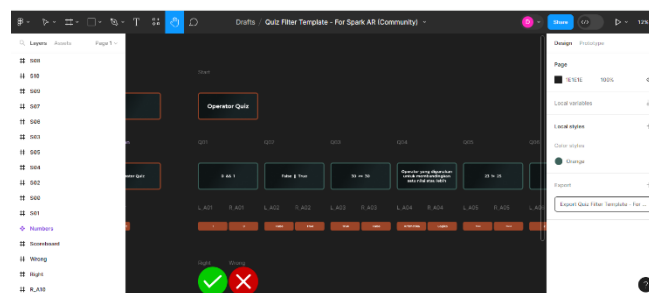 Drafts / Quiz Filter Template - For Spark AR (Community)
D
Share
12%
Layers
Assets
Page 1
Design
Prototype
S08
S10
S09
S07
S06
S03
S05
S04
S02
S00
S01
Numbers
Scoreboard
Wrong
Right
R_A10
Start
Operator Quiz
Q01
Q02
Q03
Q04
Q05
False || True
Operator yang digunakan
untuk membandingkan
satu nilai atau lebih
L_A01
R_A01
L_A02
R_A02
L_A03
R_A03
L_A04
R_A04
L_A05
R_A05
Right
Wrong
Page
1E1E1E
100%
Local variables
Local styles
Color styles
Orange
Export
Export Quiz Filter Template - For ...
?